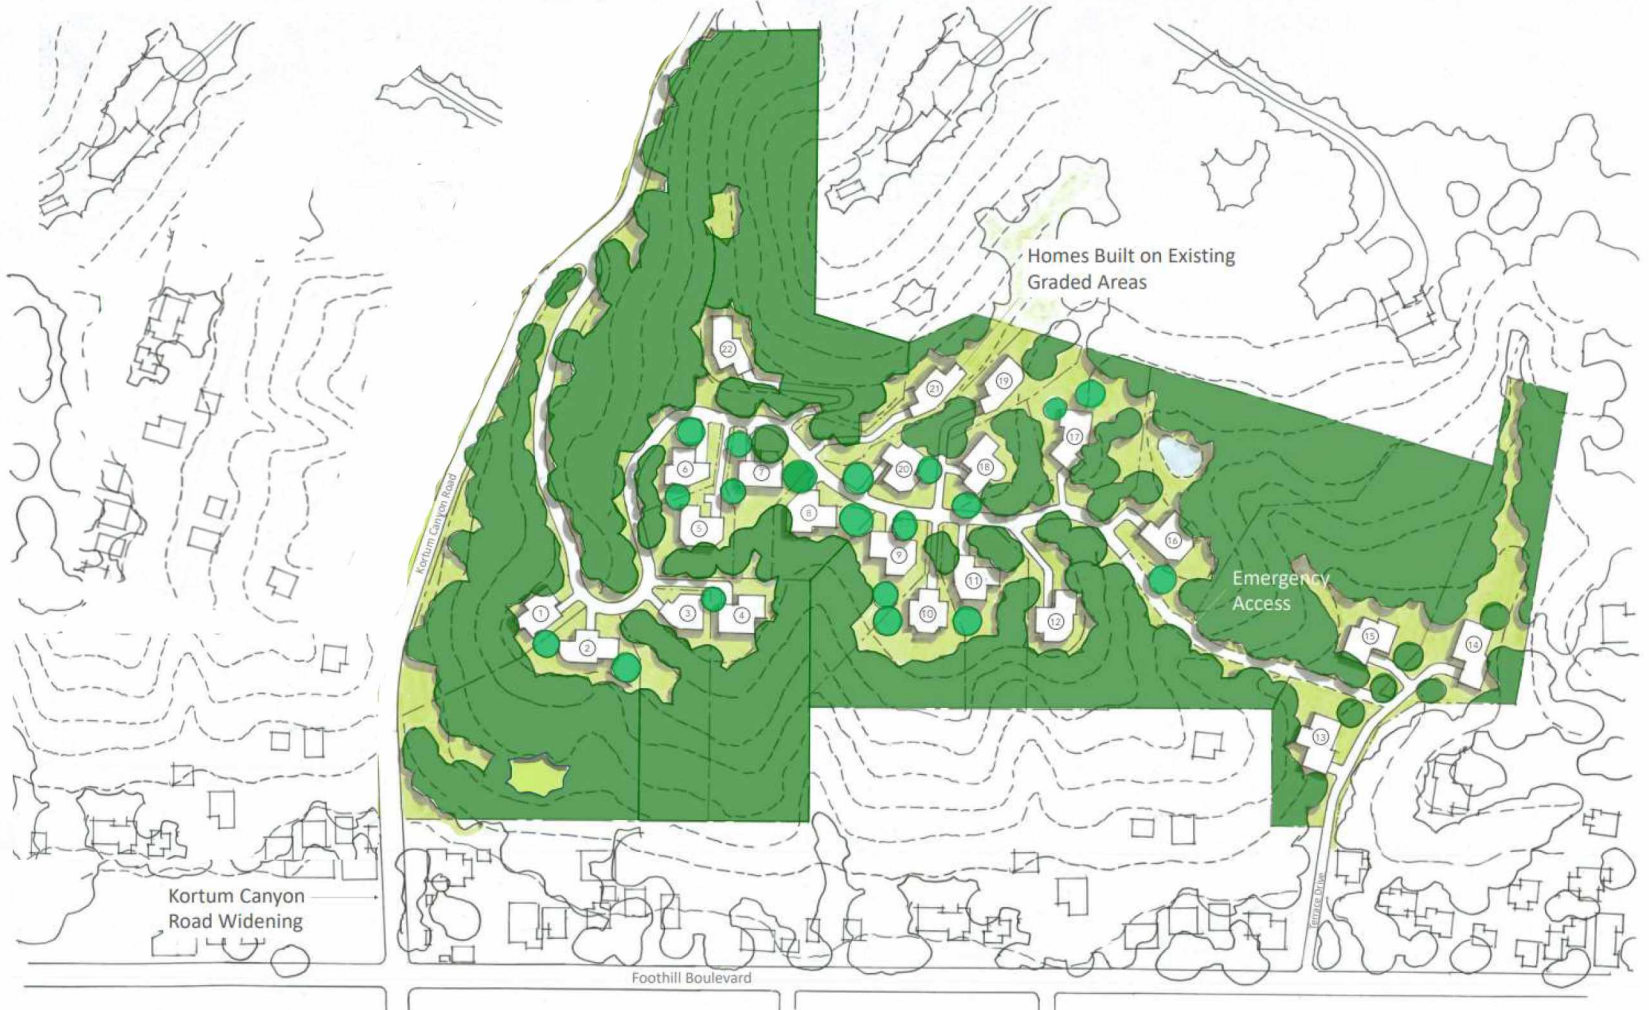 Homes Built on Existing
Graded Areas
22
21
19
17
6
7
20
18
5
8
9
16
Kortum Canyon Road
11
Emergency
Access
1
3
4
10
12
2
15
14
13
Kortum Canyon
Road Widening
Terrace Drive
Foothill Boulevard